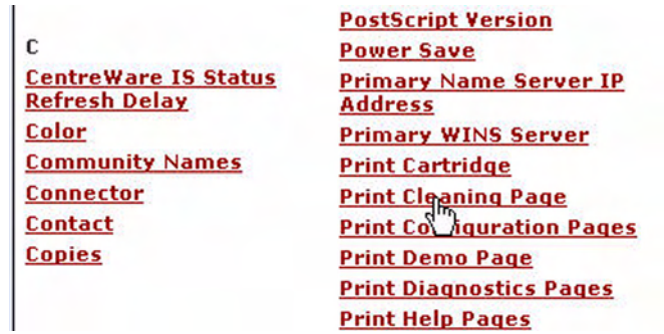 C
CentreWare IS Status
Refresh Delay
Color
Community Names
Connector
Contact
Copies
PostScript Version
Power Save
Primary Name Server IP
Address
Primary WINS Server
Print Cartridge
Print Cleaning Page
Print Configuration Pages
Print Demo Page
Print Diagnostics Pages
Print Help Pages